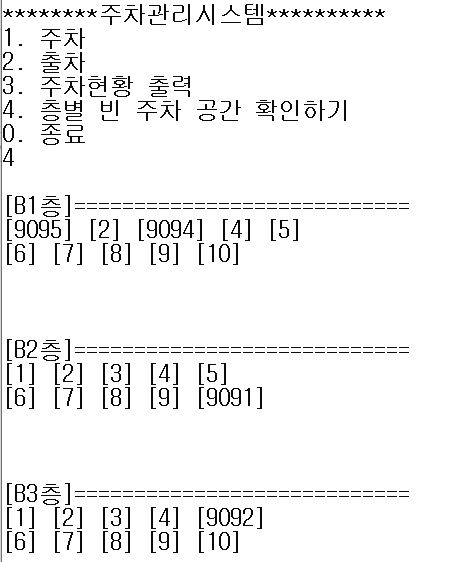 ********주차관리시스템**********
1. 주차
2. 출차
3. 주차현황 출력
4. 층별 빈 주차 공간 확인하기
0. 종료
4
[B1층]============================
[9095] [2] [9094] [4] [5]
[6] [7] [8] [9] [10]
[B2층]============================
[1] [2] [3] [4] [5]
[6] [7] [8] [9] [9091]
[B3층]============================
[1] [2] [3] [4] [9092]
[6] [7] [8] [9] [10]